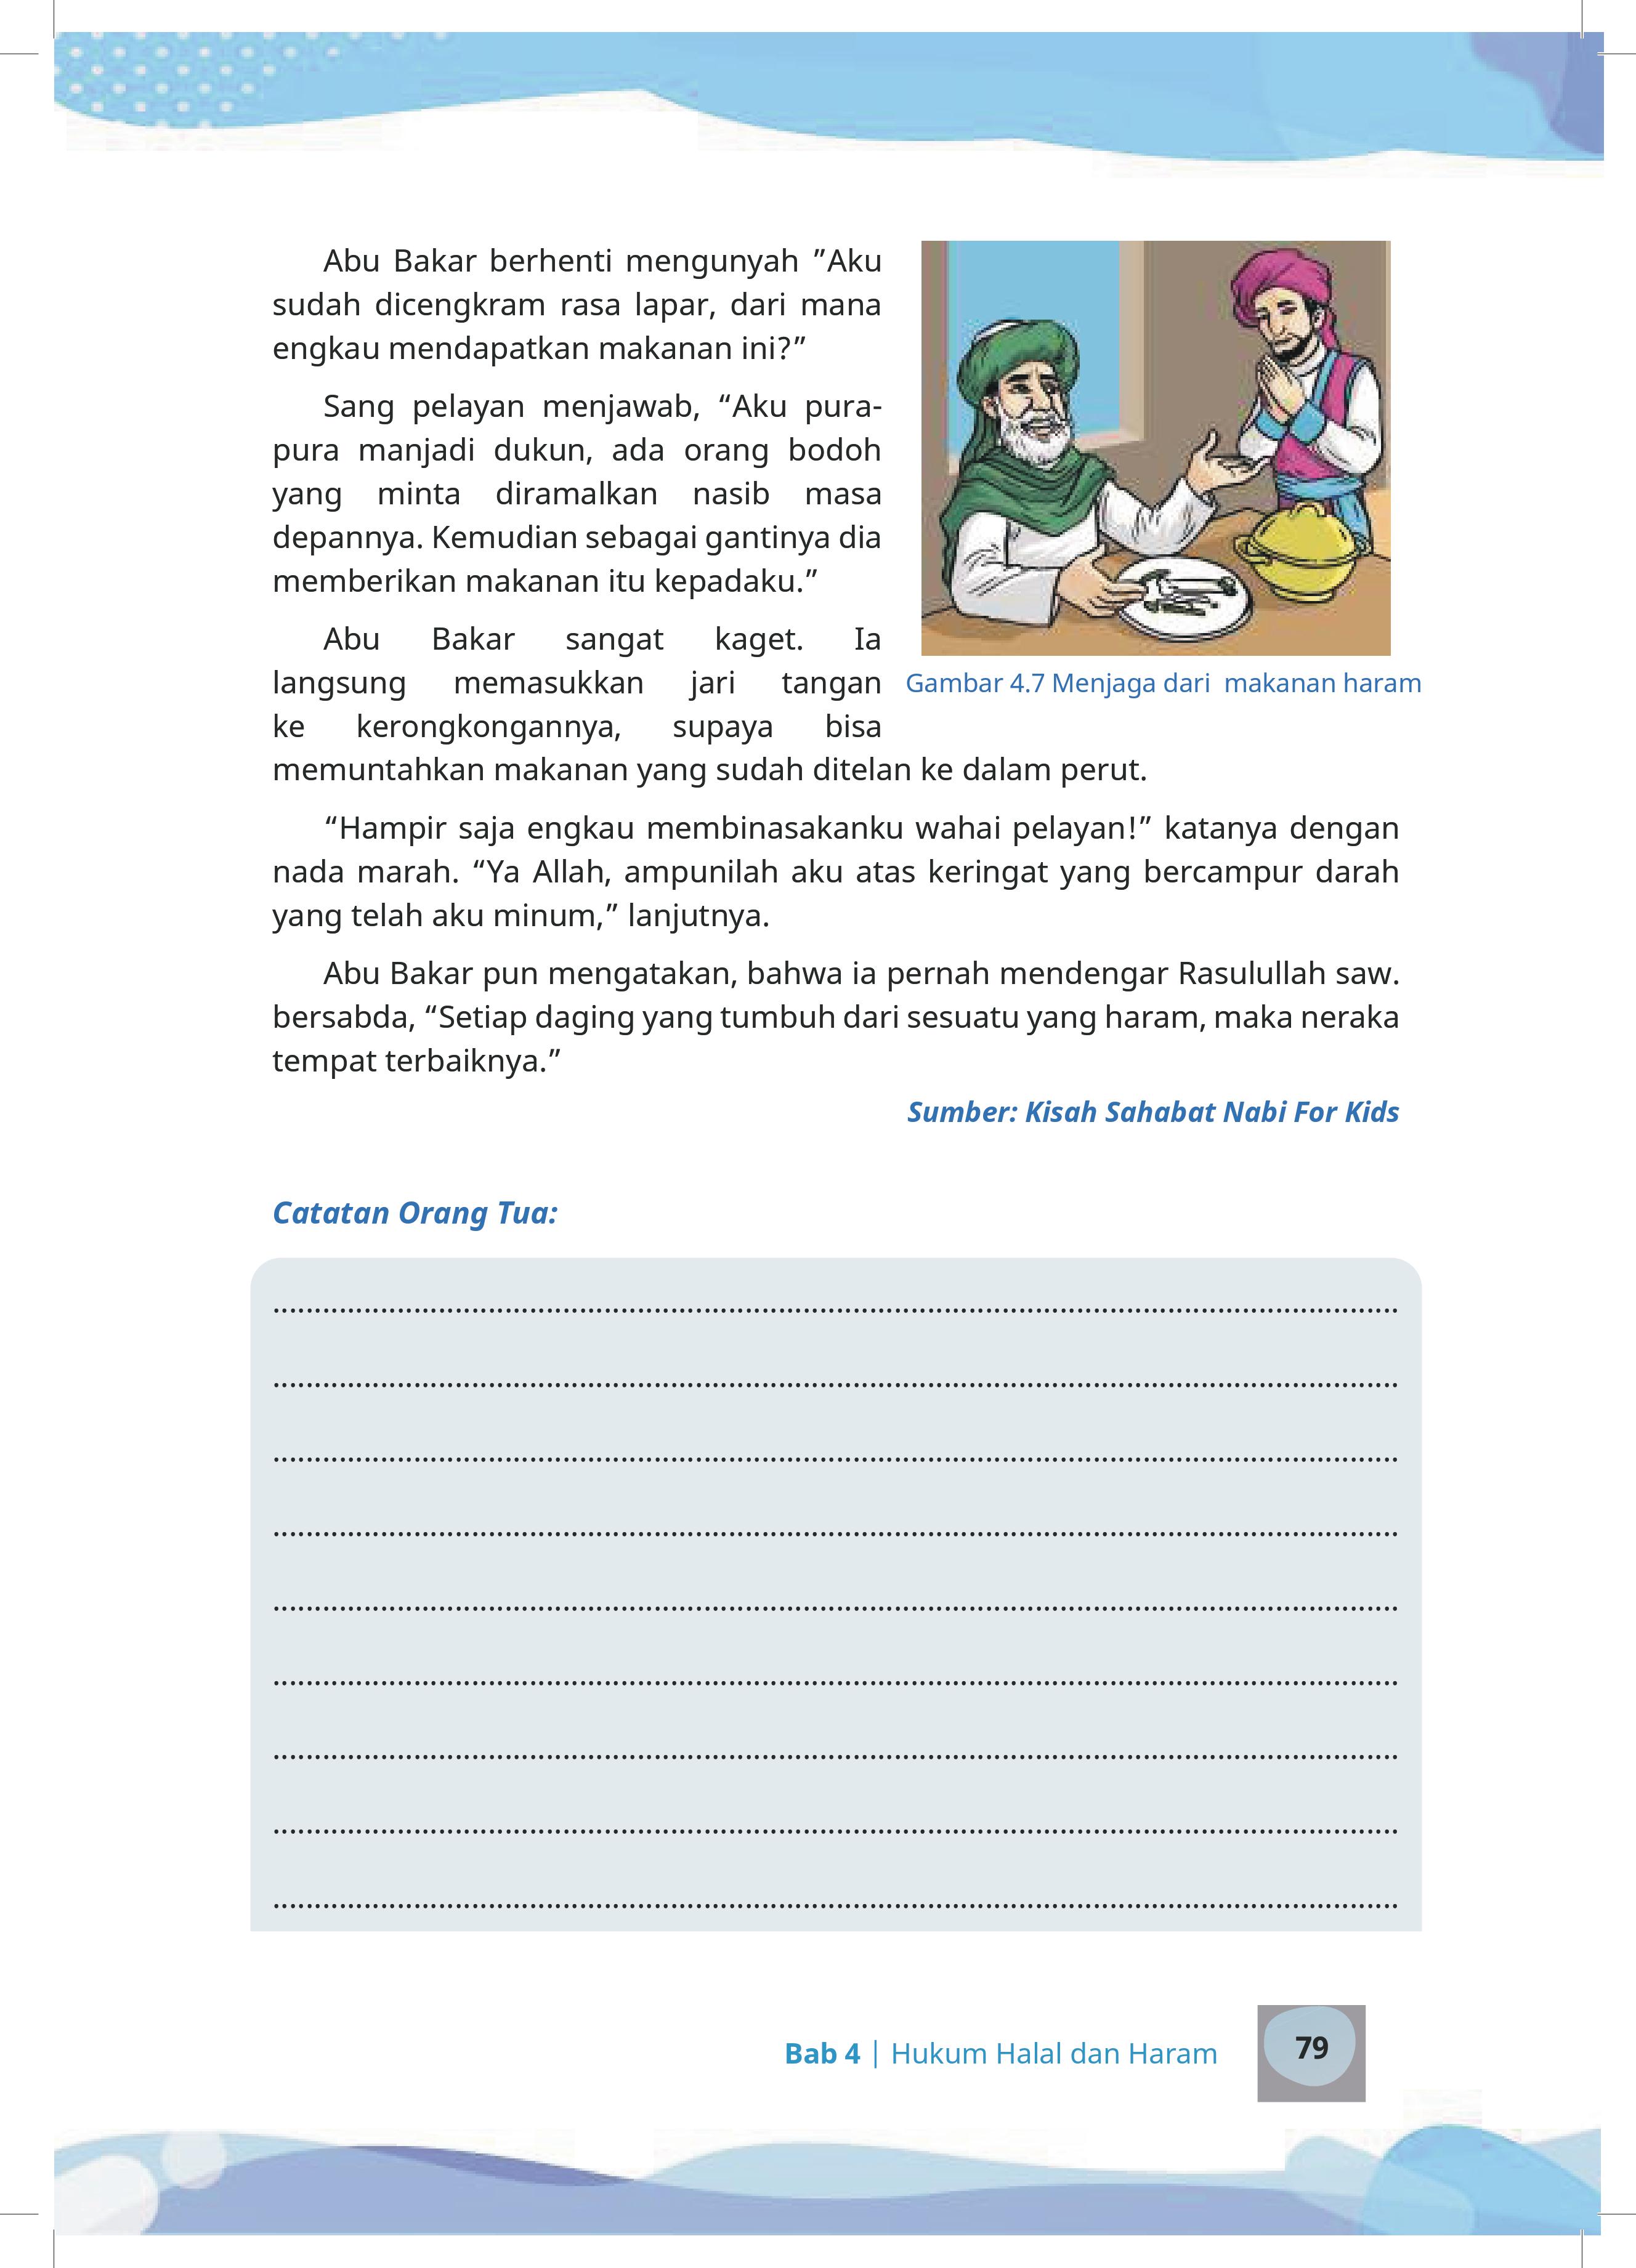 Abu Bakar berhenti mengunyah ”Aku
sudah dicengkram rasa lapar, dari mana
engkau mendapatkan makanan ini?”
Sang pelayan menjawab, “Aku pura-
pura manjadi dukun, ada orang bodoh
yang minta diramalkan nasib masa
depannya. Kemudian sebagai gantinya dia
memberikan makanan itu kepadaku.”
Abu Bakar sangat kaget. Ia
langsung memasukkan jari tangan
ke kerongkongannya, supaya bisa
memuntahkan makanan yang sudah ditelan ke dalam perut.
Gambar 4.7 Menjaga dari makanan haram
“Hampir saja engkau membinasakanku wahai pelayan!” katanya dengan
nada marah. “Ya Allah, ampunilah aku atas keringat yang bercampur darah
yang telah aku minum,” lanjutnya.
Abu Bakar pun mengatakan, bahwa ia pernah mendengar Rasulullah saw.
bersabda, “Setiap daging yang tumbuh dari sesuatu yang haram, maka neraka
tempat terbaiknya.”
Sumber: Kisah Sahabat Nabi For Kids
Catatan Orang Tua:
Bab 4 | Hukum Halal dan Haram
79